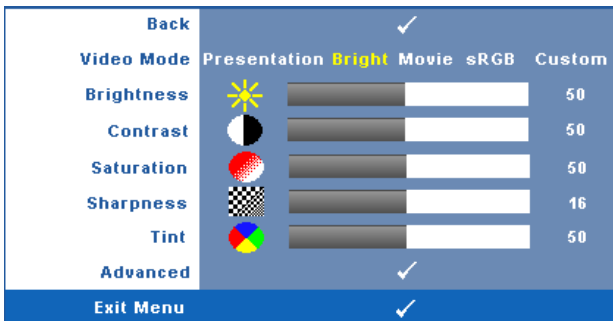 Back
Video Mode Presentation Bright Movie sRGB Custom
Brightness 50
Contrast 50
Saturation 50
Sharpness 16
Tint 50
Advanced
Exit Menu